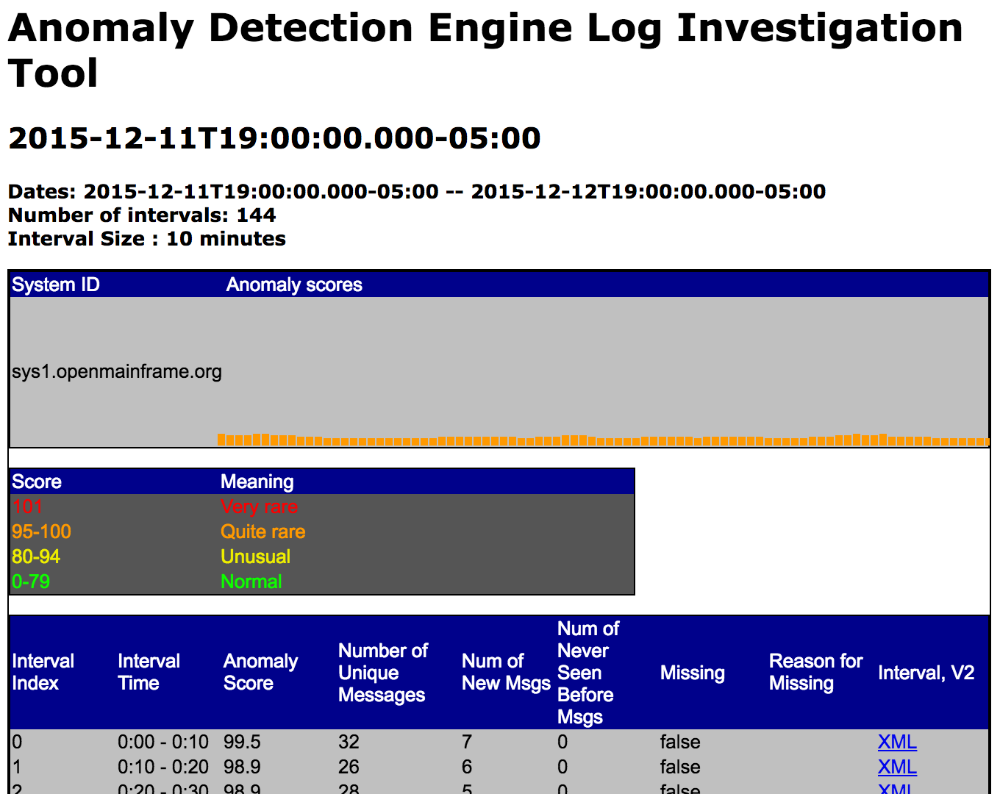 Anomaly Detection Engine Log Investigation
Tool
2015-12-11T19:00:00.000-05:00
Dates: 2015-12-11T19:00:00.000-05:00 -- 2015-12-12T19:00:00.000-05:00
Number of intervals: 144
Interval Size : 10 minutes
System ID Anomaly scores
sys1.openmainframe.org
Score Meaning
101 Very rare
95-100 Quite rare
80-94 Unusual
0-79 Normal
Interval Index Interval Time Anomaly Score Number of Unique Messages Num of New Msgs Num of Never Seen Before Msgs Missing Reason for Missing Interval, V2
0 0:00 - 0:10 99.5 32 7 0 false XML
1 0:10 - 0:20 98.9 26 6 0 false XML
2 0:20 - 0:30 98.9 28 5 0 false XML